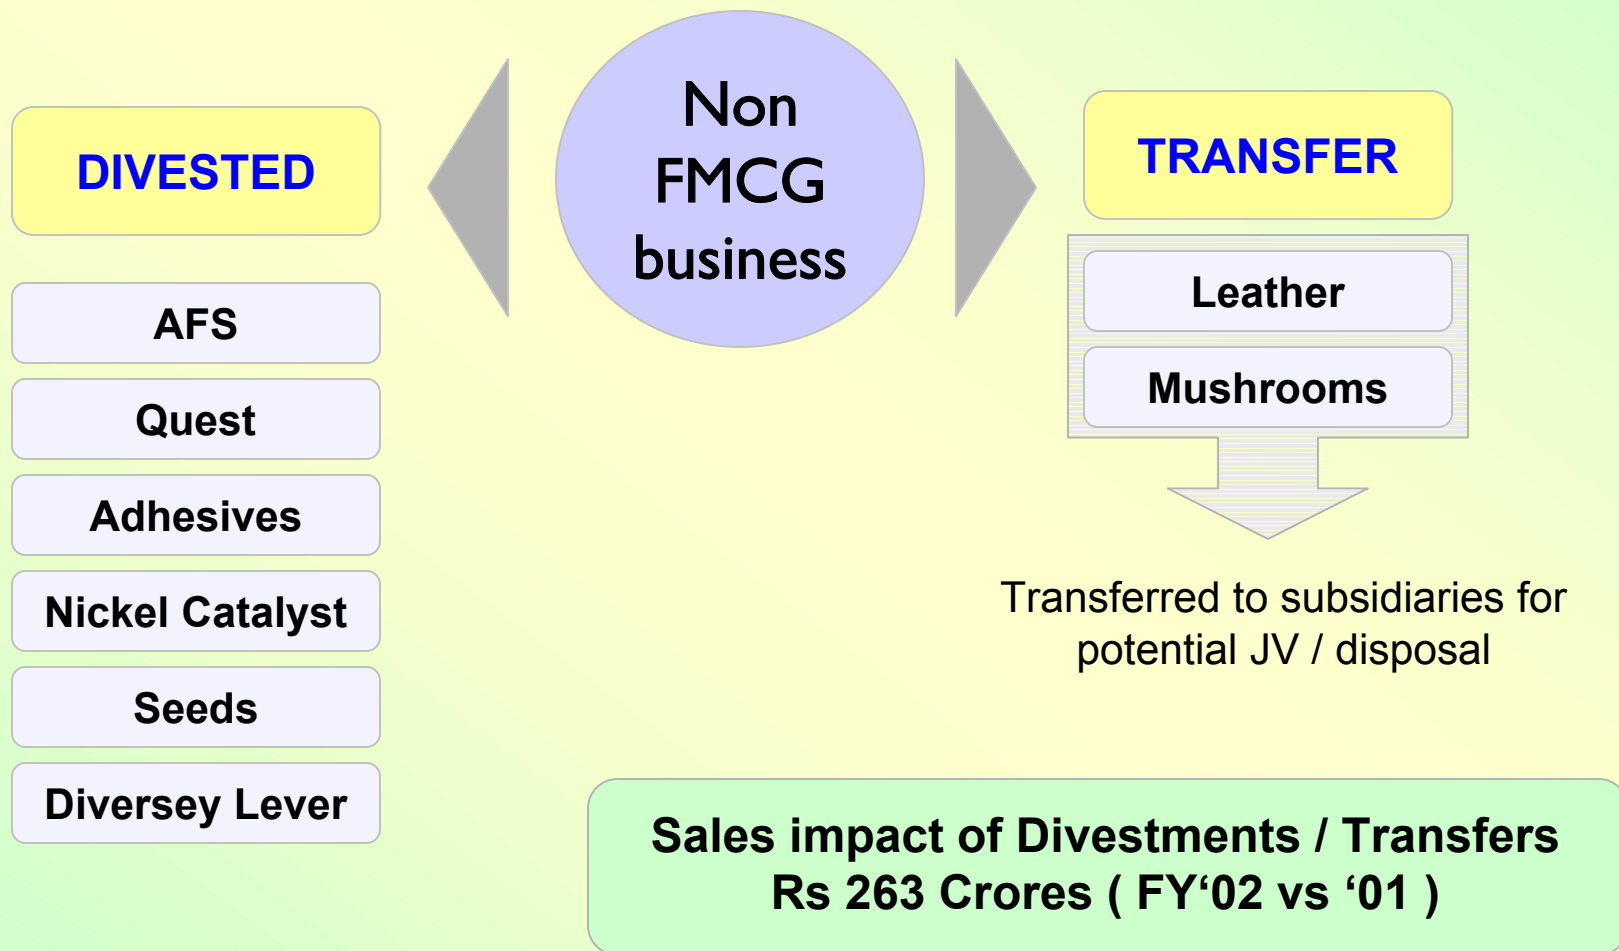 Non
FMCG
business
DIVESTED
AFS
Quest
Adhesives
Nickel Catalyst
Seeds
Diversey Lever
TRANSFER
Leather
Mushrooms
Transferred to subsidiaries for
potential JV / disposal
Sales impact of Divestments / Transfers
Rs 263 Crores ( FY‘02 vs ‘01 )